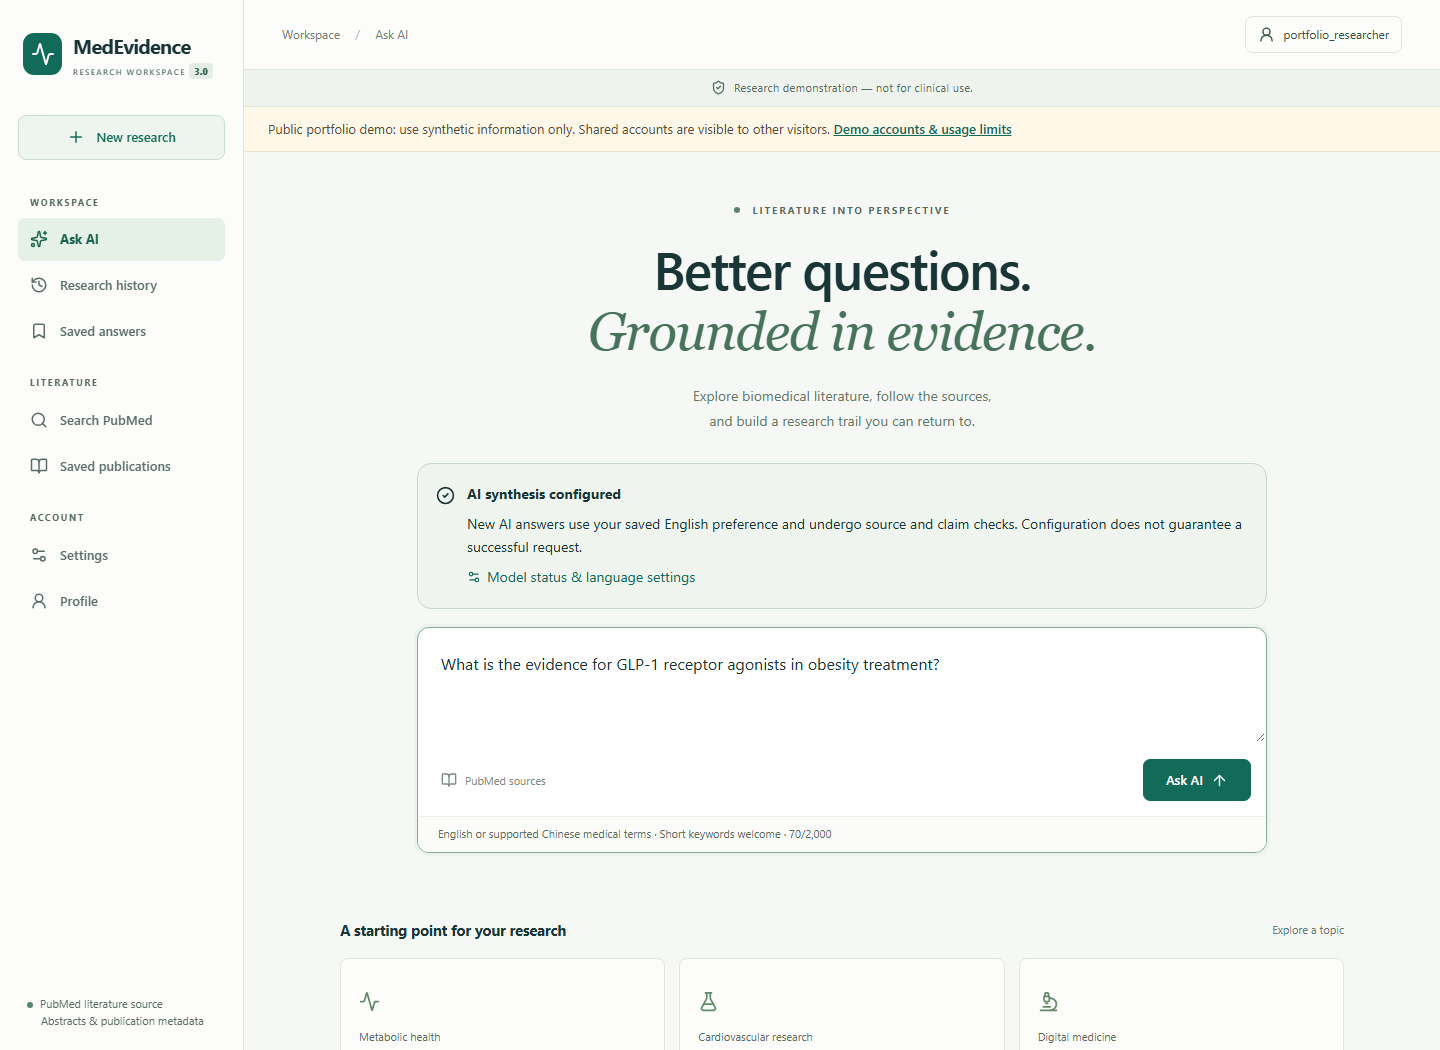 MedEvidence
RESEARCH WORKSPACE 3.0
New research
WORKSPACE
Ask AI
Research history
Saved answers
LITERATURE
Search PubMed
Saved publications
ACCOUNT
Settings
Profile
PubMed literature source
Abstracts & publication metadata
Workspace / Ask AI
portfolio_researcher
Research demonstration — not for clinical use.
Public portfolio demo: use synthetic information only. Shared accounts are visible to other visitors. Demo accounts & usage limits
LITERATURE INTO PERSPECTIVE
Better questions.
Grounded in evidence.
Explore biomedical literature, follow the sources,
and build a research trail you can return to.
AI synthesis configured
New AI answers use your saved English preference and undergo source and claim checks. Configuration does not guarantee a
successful request.
Model status & language settings
What is the evidence for GLP-1 receptor agonists in obesity treatment?
PubMed sources
Ask AI
English or supported Chinese medical terms · Short keywords welcome · 70/2,000
A starting point for your research
Explore a topic
Metabolic health
Cardiovascular research
Digital medicine